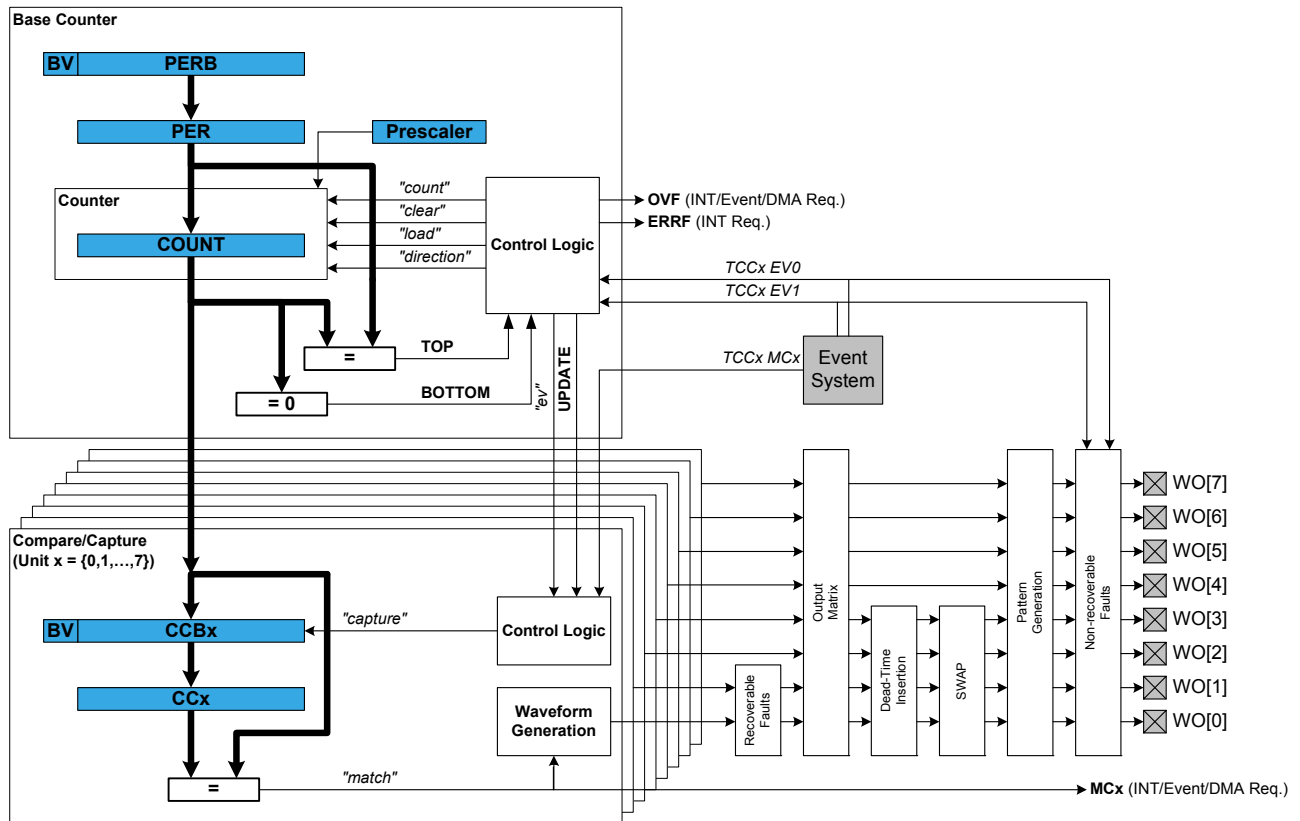 Base Counter
BV PERB
PER
Prescaler
Counter
COUNT
"count"
"clear"
"load"
"direction"
Control Logic
OVF (INT/Event/DMA Req.)
ERRF (INT Req.)
TCCx EV0
TCCx EV1
TCCx MCx
Event
System
=
TOP
= 0
BOTTOM
"ev"
UPDATE
Compare/Capture
(Unit x = {0,1,…,7})
BV CCBx
"capture"
Control Logic
CCx
Waveform
Generation
=
"match"
Recoverable
Faults
Output
Matrix
Dead-Time
Insertion
SWAP
Pattern
Generation
Non-recoverable
Faults
WO[7]
WO[6]
WO[5]
WO[4]
WO[3]
WO[2]
WO[1]
WO[0]
MCx (INT/Event/DMA Req.)